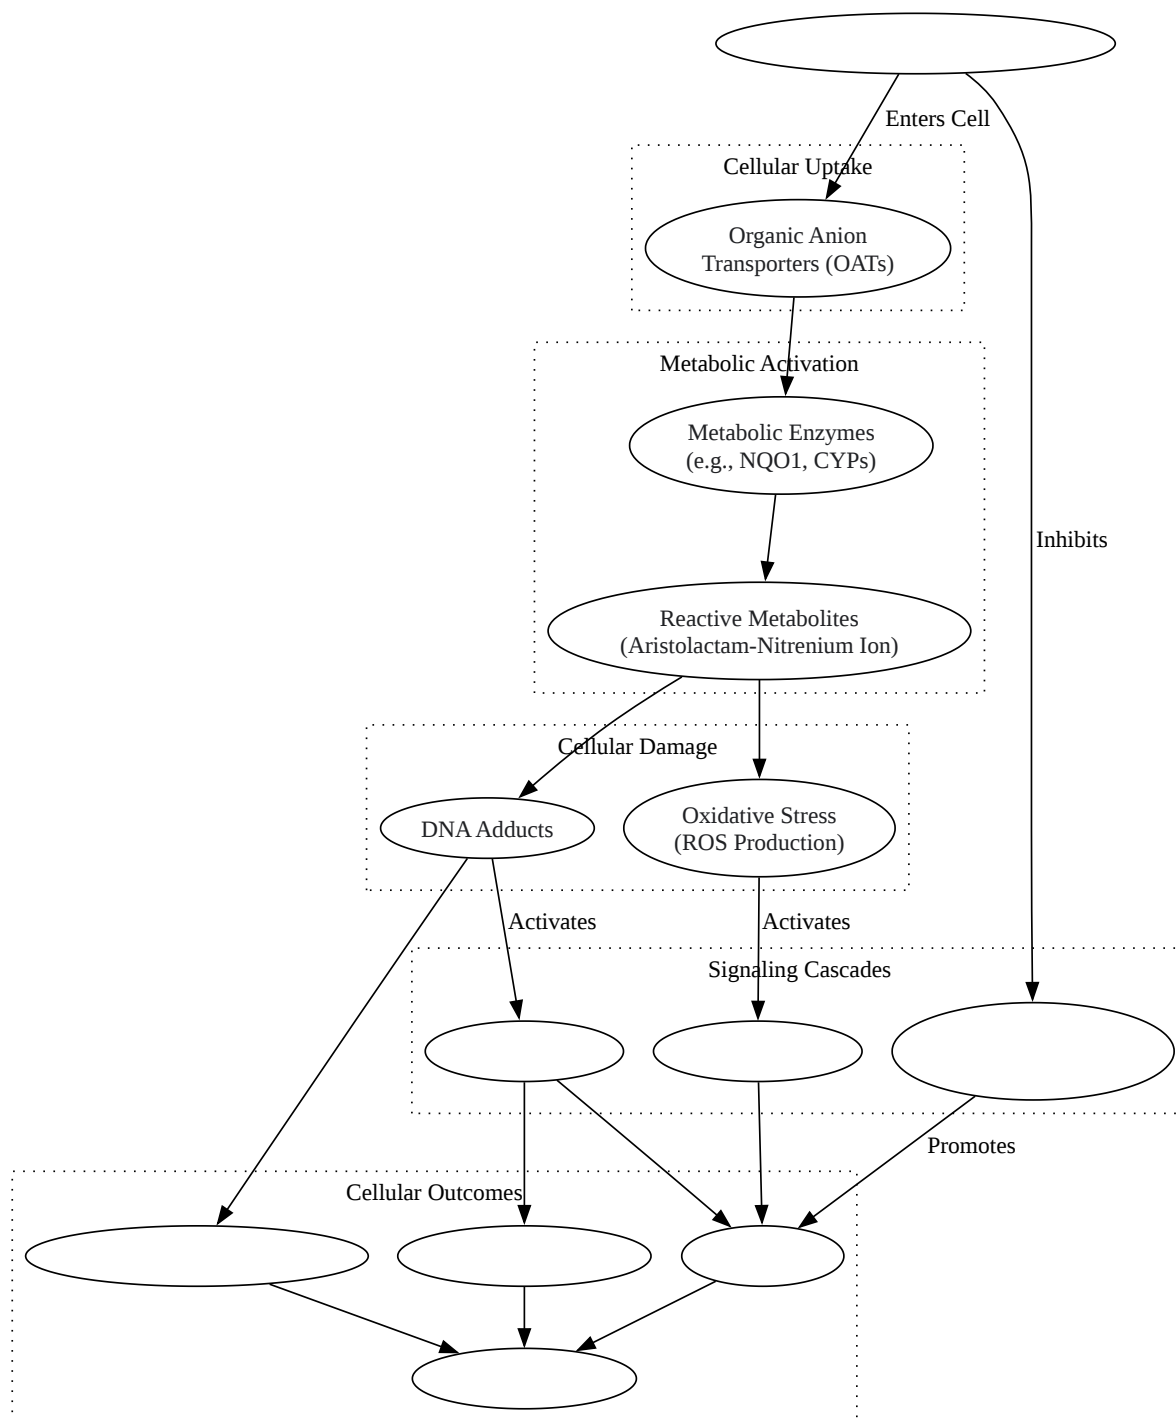 Enters Cell
Cellular Uptake
Organic Anion
Transporters (OATs)
Metabolic Activation
Metabolic Enzymes
(e.g., NQO1, CYPs)
Inhibits
Reactive Metabolites
(Aristolactam-Nitrenium Ion)
Cellular Damage
DNA Adducts
Oxidative Stress
(ROS Production)
Activates
Activates
Signaling Cascades
Promotes
Cellular Outcomes